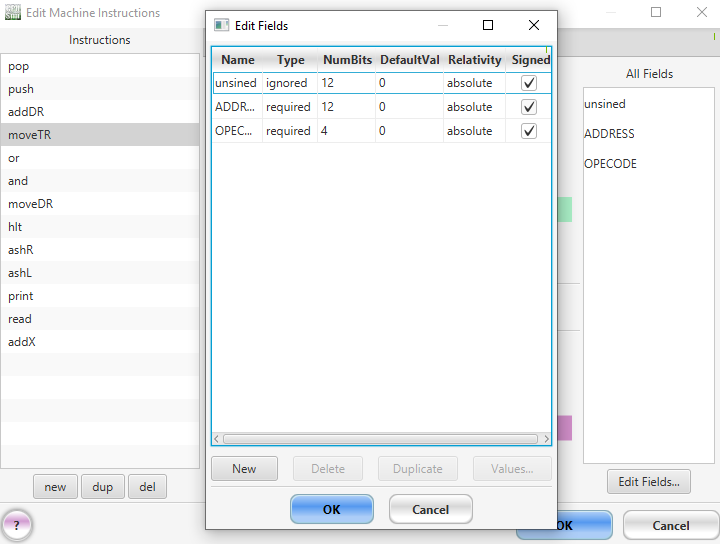 Edit Machine Instructions
Instructions
pop
push
addDR
moveTR
or
and
moveDR
hlt
ashR
ashL
print
read
addX
new dup del
?
Edit Fields
Name Type NumBits DefaultVal Relativity Signed
unsined ignored 12 0 absolute
ADDR... required 12 0 absolute
OPEC... required 4 0 absolute
New Delete Duplicate Values...
OK Cancel
All Fields
unsined
ADDRESS
OPECODE
Edit Fields...
OK Cancel